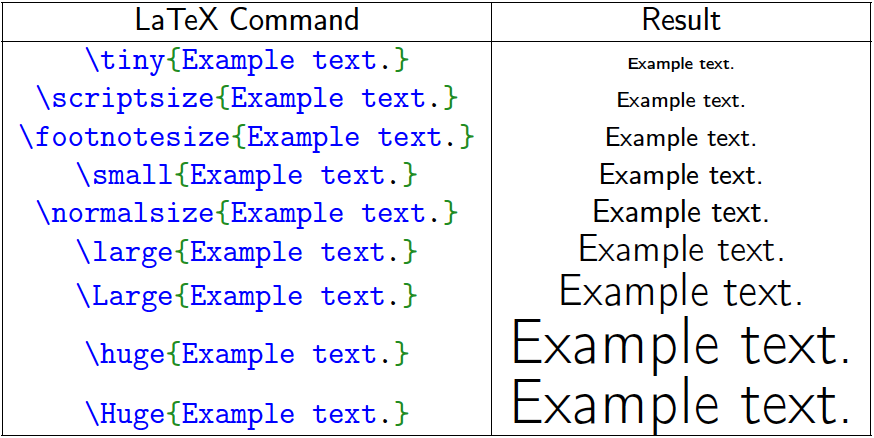 LaTeX Command Result
\tiny{Example text.} Example text.
\scriptsize{Example text.} Example text.
\footnotesize{Example text.} Example text.
\small{Example text.} Example text.
\normalsize{Example text.} Example text.
\large{Example text.} Example text.
\Large{Example text.} Example text.
\huge{Example text.} Example text.
\Huge{Example text.} Example text.